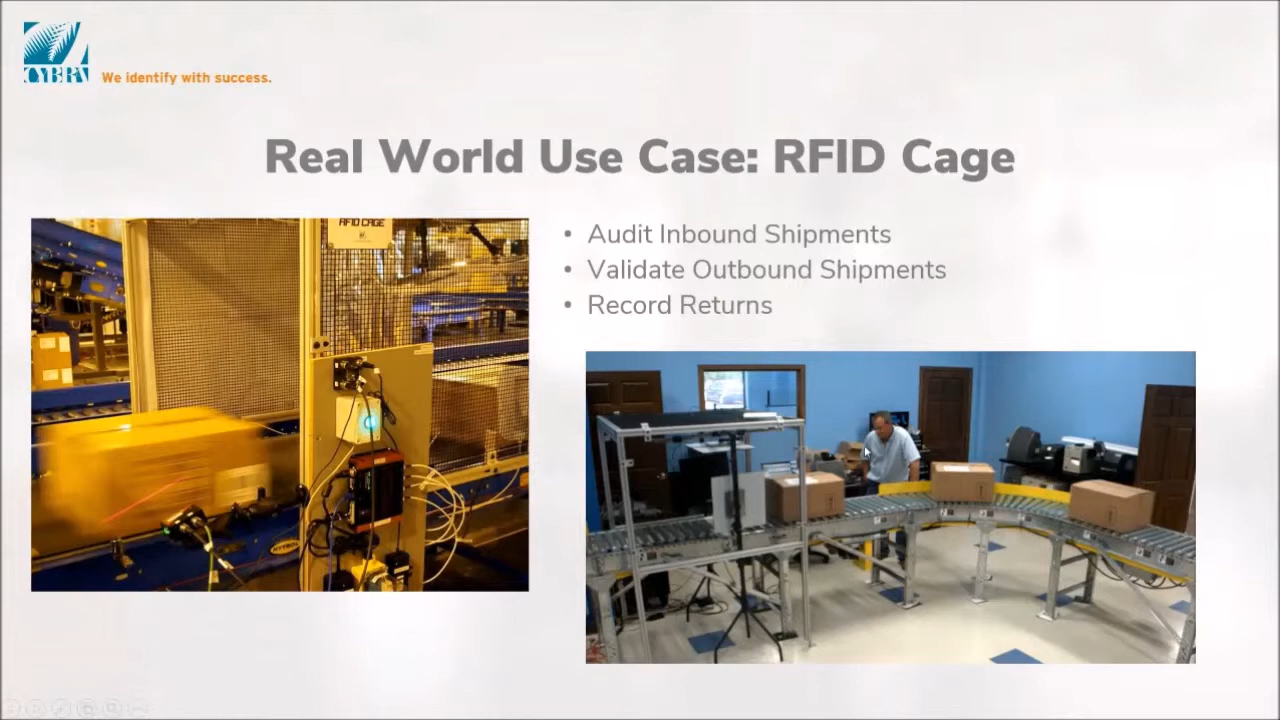 CYBRA
We identify with success.
Real World Use Case: RFID Cage
RFID CAGE
• Audit Inbound Shipments
• Validate Outbound Shipments
• Record Returns
HYTROL